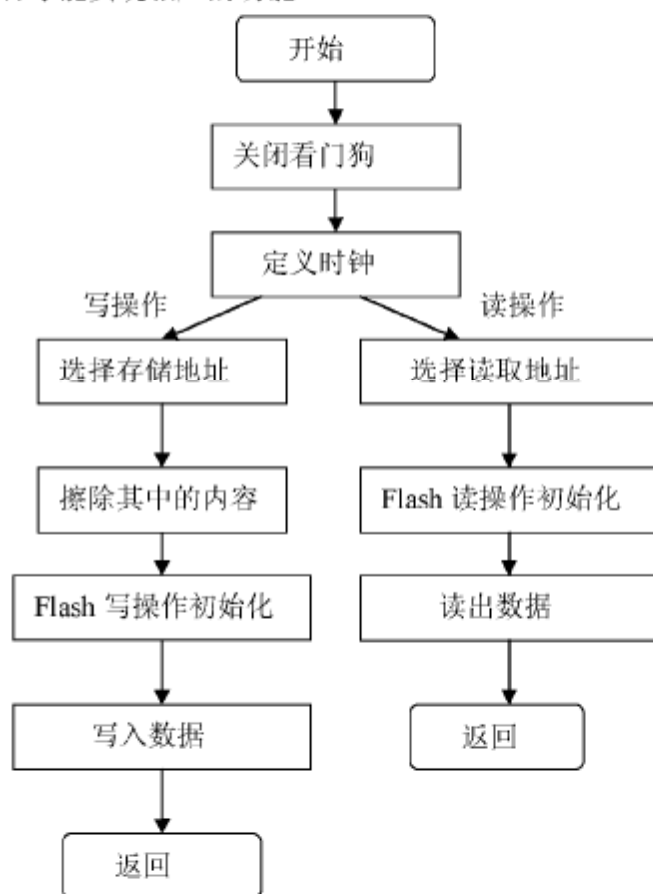 开始
关闭看门狗
定义时钟
写操作
读操作
选择存储地址
选择读取地址
擦除其中的内容
Flash 读操作初始化
Flash 写操作初始化
读出数据
写入数据
返回
返回